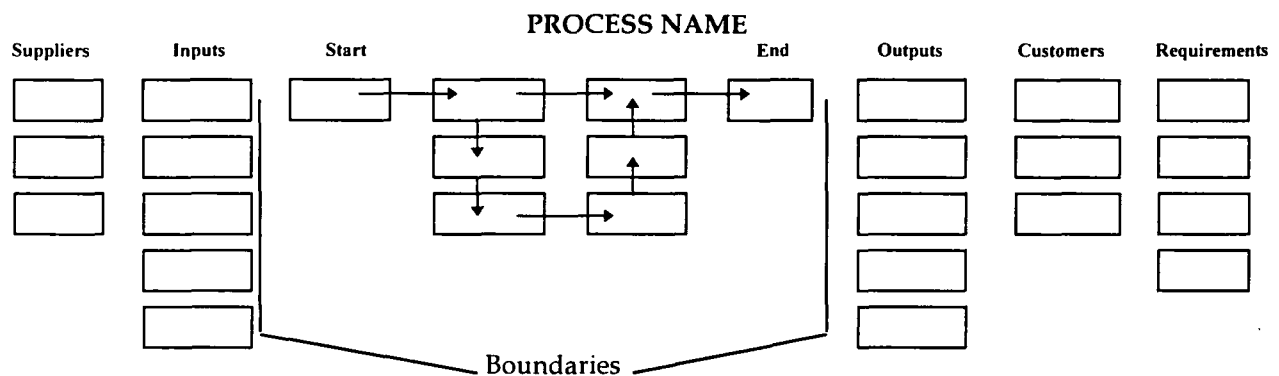 PROCESS NAME
Suppliers Inputs Start End Outputs Customers Requirements
Boundaries